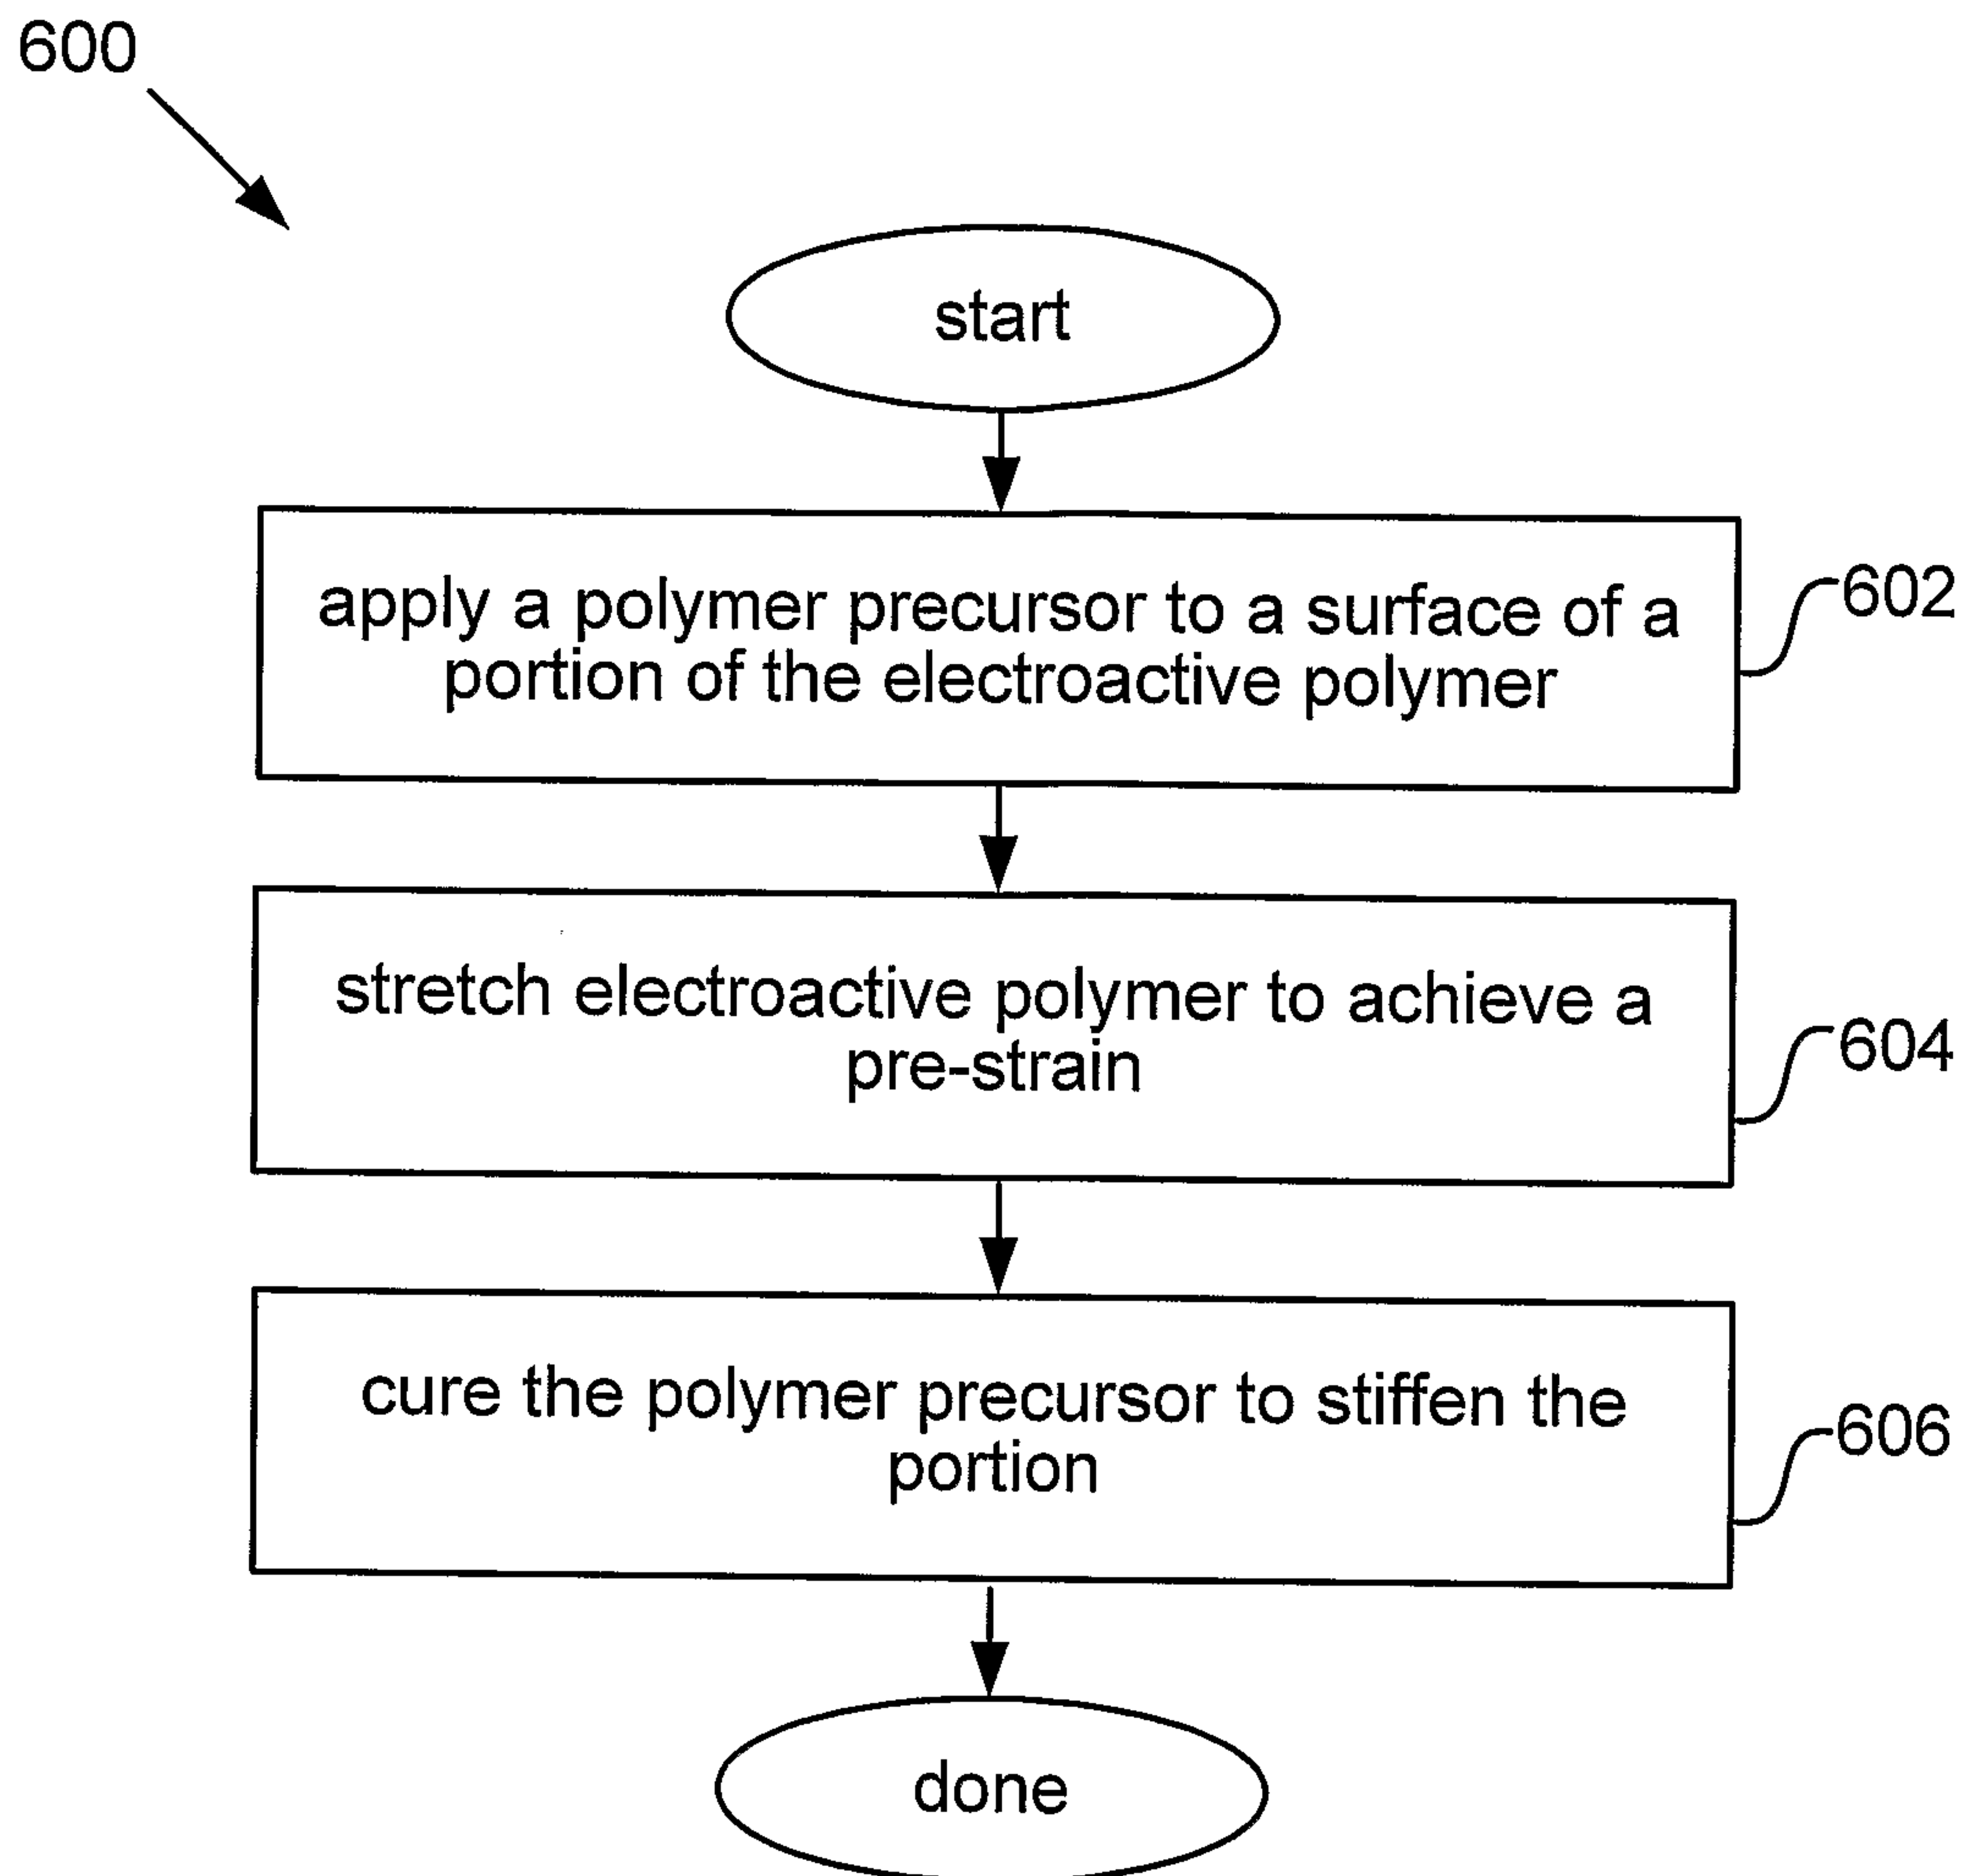 600
start
apply a polymer precursor to a surface of a
portion of the electroactive polymer
602
stretch electroactive polymer to achieve a
pre-strain
604
cure the polymer precursor to stiffen the
portion
606
done